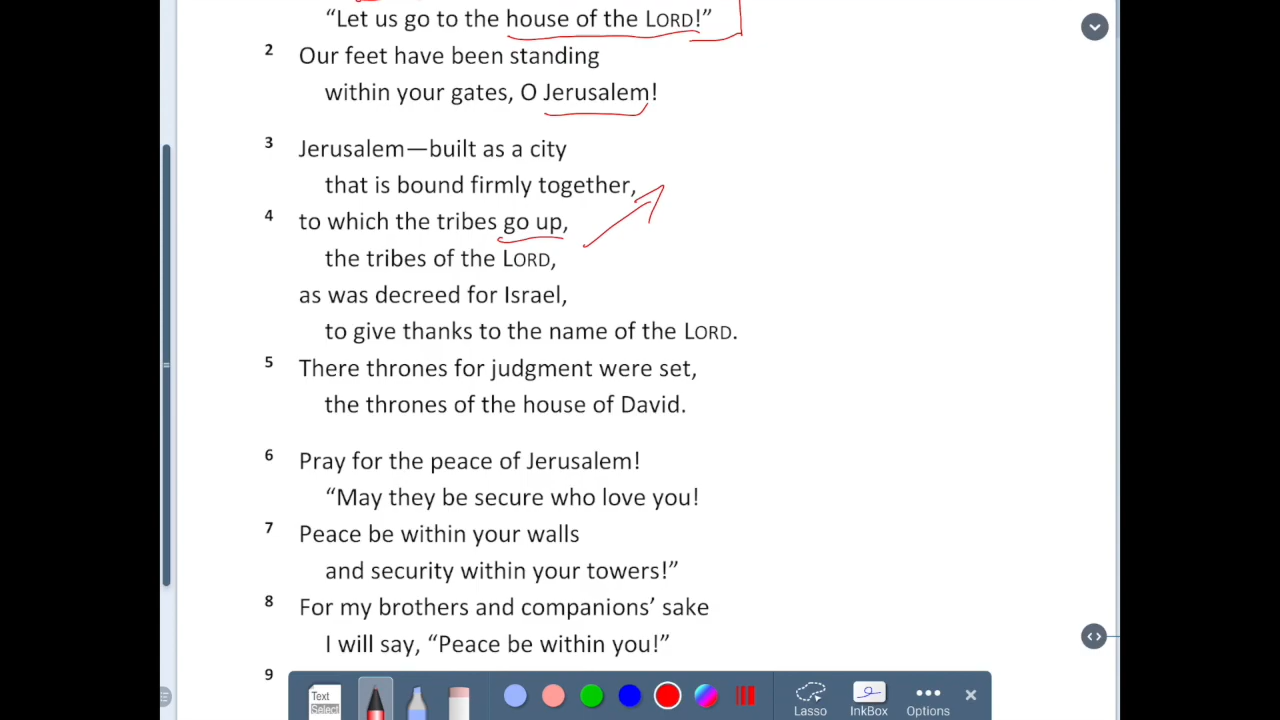 “Let us go to the house of the LORD!”
2 Our feet have been standing
within your gates, O Jerusalem!
3 Jerusalem—built as a city
that is bound firmly together,
4 to which the tribes go up,
the tribes of the LORD,
as was decreed for Israel,
to give thanks to the name of the LORD.
5 There thrones for judgment were set,
the thrones of the house of David.
6 Pray for the peace of Jerusalem!
“May they be secure who love you!
7 Peace be within your walls
and security within your towers!”
8 For my brothers and companions’ sake
I will say, “Peace be within you!”
9
Text
Select
Lasso
InkBox
Options